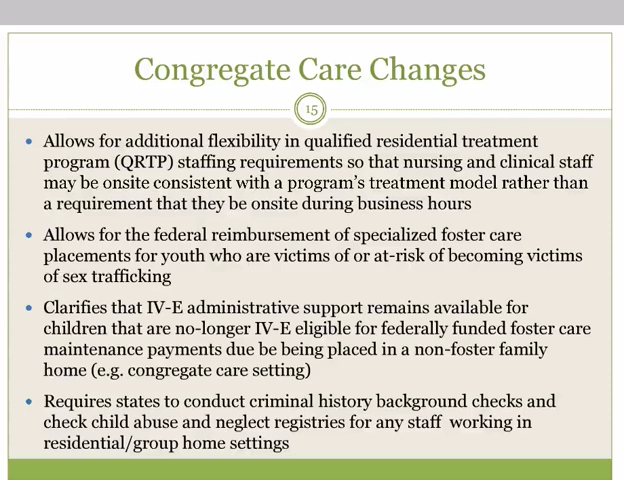 Congregate Care Changes
15
• Allows for additional flexibility in qualified residential treatment
program (QRTP) staffing requirements so that nursing and clinical staff
may be onsite consistent with a program's treatment model rather than
a requirement that they be onsite during business hours
• Allows for the federal reimbursement of specialized foster care
placements for youth who are victims of or at-risk of becoming victims
of sex trafficking
• Clarifies that IV-E administrative support remains available for
children that are no-longer IV-E eligible for federally funded foster care
maintenance payments due be being placed in a non-foster family
home (e.g. congregate care setting)
• Requires states to conduct criminal history background checks and
check child abuse and neglect registries for any staff working in
residential/group home settings